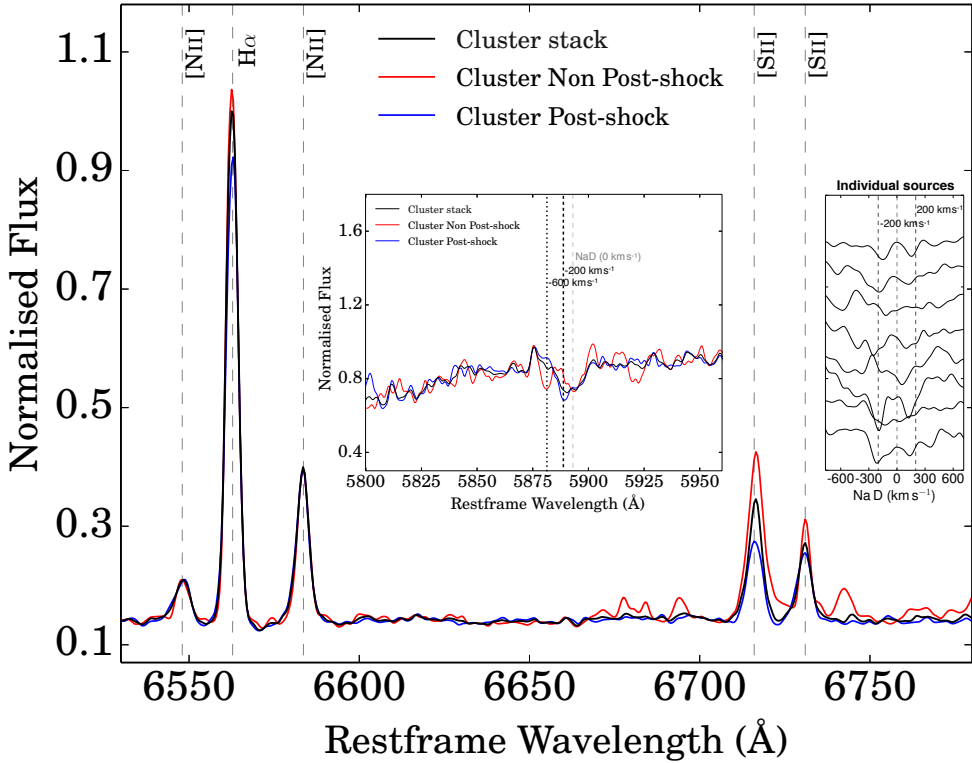 [NII]
Hα
[NII]
[SII]
[SII]
Cluster stack
Cluster Non Post-shock
Cluster Post-shock
1.1
0.9
0.7
0.5
0.3
0.1
Normalised Flux
6550
6600
6650
6700
6750
Restframe Wavelength (Å)
Cluster stack
Cluster Non Post-shock
Cluster Post-shock
NaD (0 kms⁻¹)
-200 kms⁻¹
-600 kms⁻¹
1.6
1.2
0.8
0.4
Normalised Flux
5800
5825
5850
5875
5900
5925
5950
Restframe Wavelength (Å)
Individual sources
200 kms⁻¹
-200 kms⁻¹
-600
-300
0
300
600
Na D (km s⁻¹)